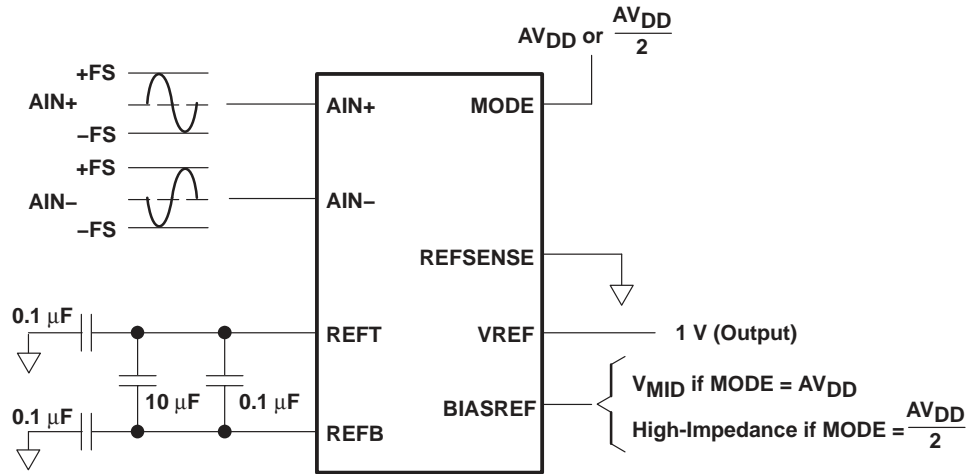 AVDD or AVDD
2
+FS
AIN+
−FS
+FS
AIN−
−FS
AIN+
MODE
AIN−
REFSENSE
0.1 μF
REFT
VREF
1 V (Output)
10 μF
0.1 μF
VMID if MODE = AVDD
BIASREF
0.1 μF
High-Impedance if MODE = AVDD
2
REFB